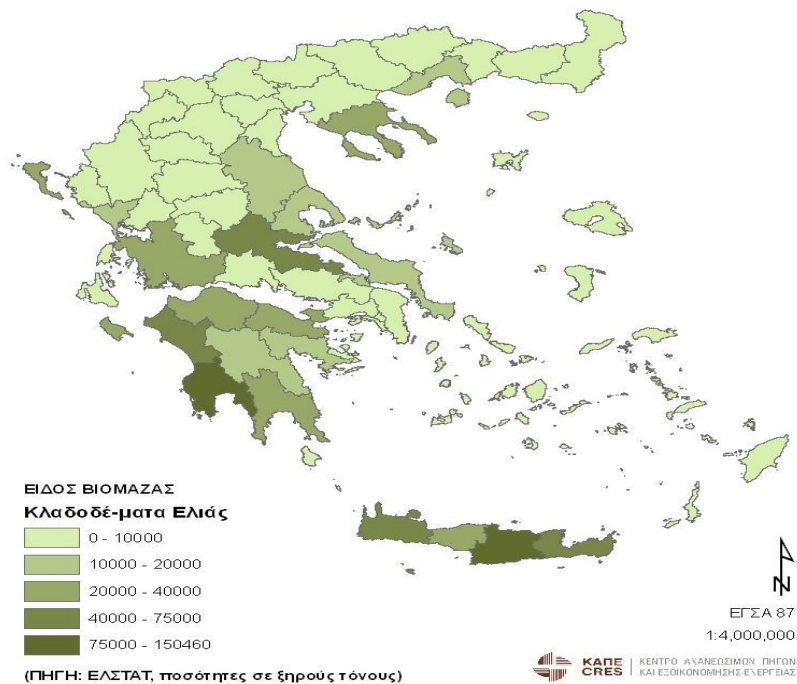 ΕΙΔΟΣ ΒΙΟΜΑΖΑΣ
Κλαδοδέ-ματα Ελιάς
0 - 10000
10000 - 20000
20000 - 40000
40000 - 75000
75000 - 150460
(ΠΗΓΗ: ΕΛΣΤΑΤ, ποσότητες σε ξηρούς τόνους)
N
ΕΓΣΑ 87
1:4,000,000
ΚΑΠΕ
CRES
ΚΕΝΤΡΟ ΑΝΑΝΕΩΣΙΜΩΝ ΠΗΓΩΝ
ΚΑΙ ΕΞΟΙΚΟΝΟΜΗΣΗΣ ΕΝΕΡΓΕΙΑΣ